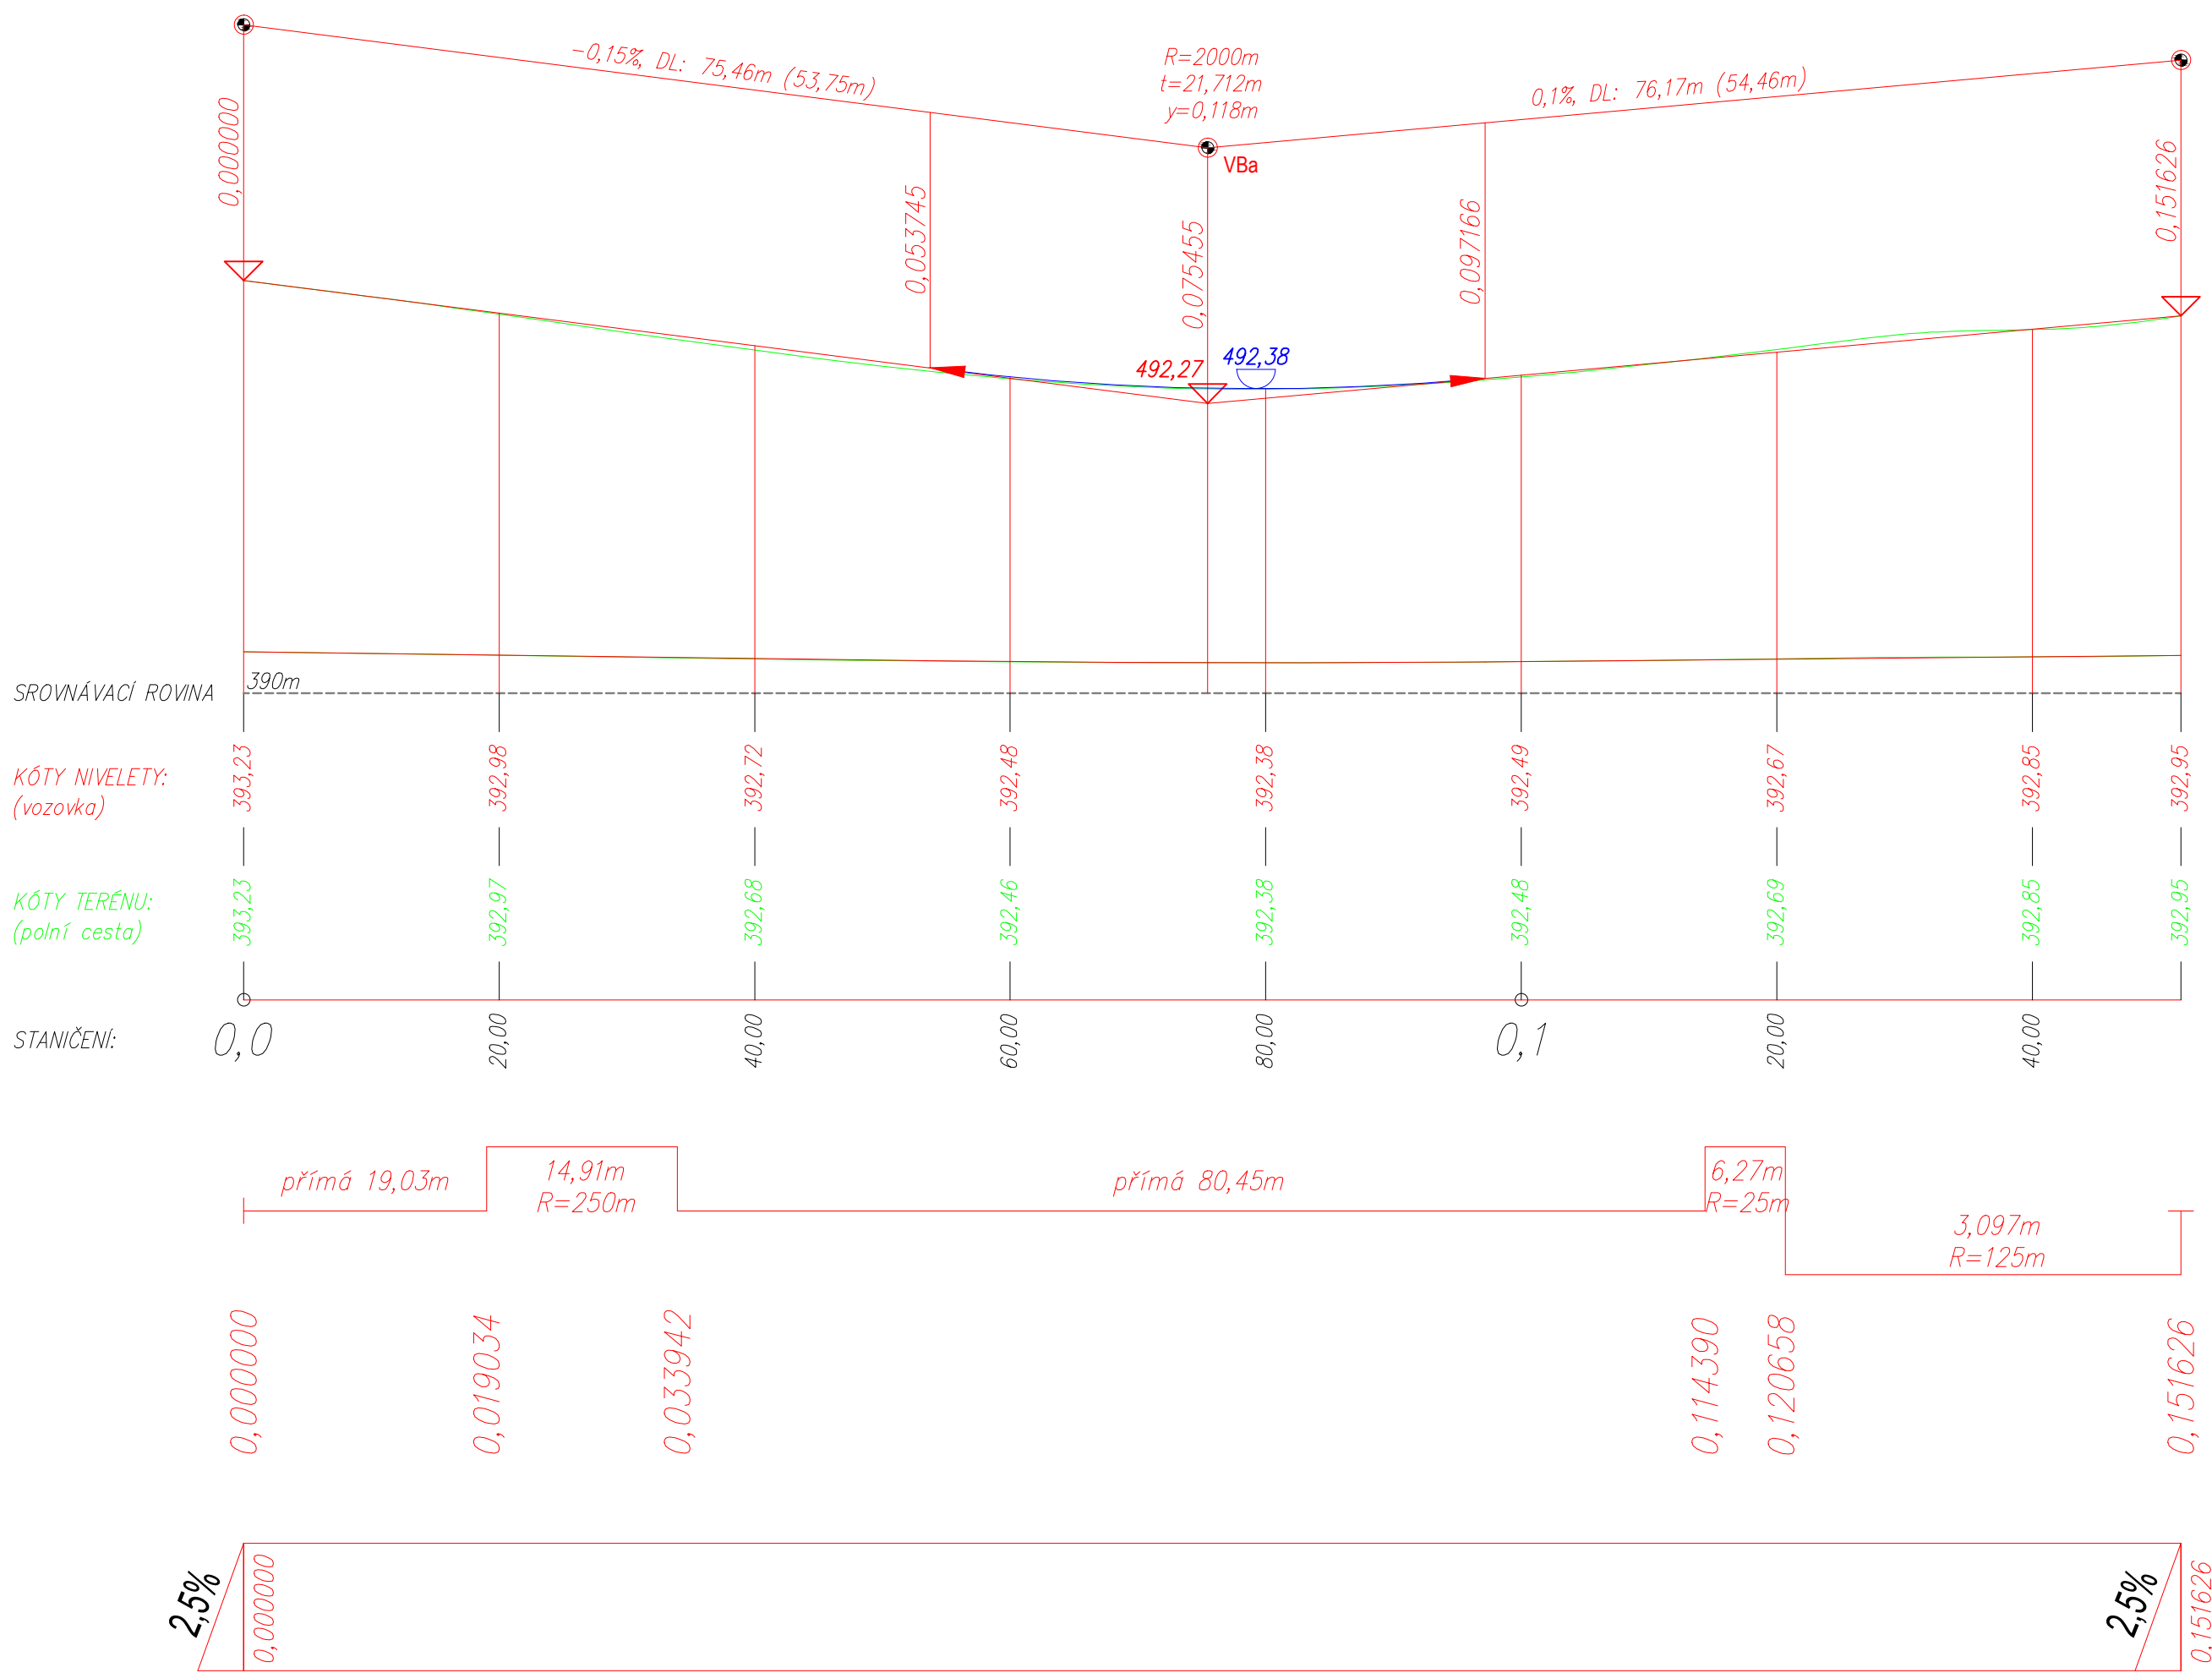 -0,15%, DL: 75,46m (53,75m)
R=2000m
t=21,712m
y=0,118m
0,1%, DL: 76,17m (54,46m)
VBa
0,000000
0,053745
0,075455
0,097166
0,151626
492,27
492,38
SROVNÁVACÍ ROVINA
390m
KÓTY NIVELETY:
(vozovka)
393,23
392,98
392,72
392,48
392,38
392,49
392,67
392,85
392,95
KÓTY TERÉNU:
(polní cesta)
393,23
392,97
392,68
392,46
392,38
392,48
392,69
392,85
392,95
STANIČENÍ:
0,0
20,00
40,00
60,00
80,00
0,1
20,00
40,00
přímá 19,03m
14,91m
R=250m
přímá 80,45m
6,27m
R=25m
3,097m
R=125m
0,000000
0,019034
0,033942
0,114390
0,120658
0,151626
2,5%
0,000000
2,5%
0,151626